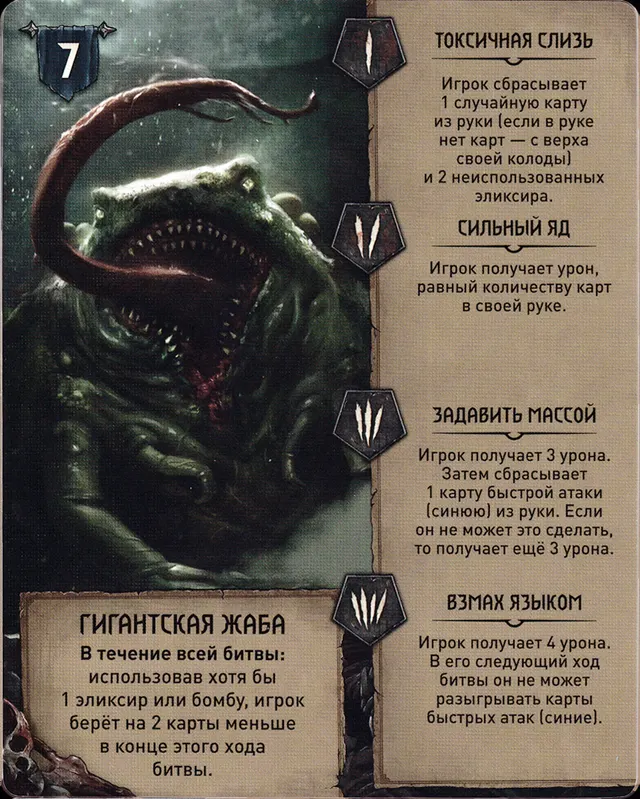 7
ТОКСИЧНАЯ СЛИЗЬ
Игрок сбрасывает
1 случайную карту
из руки (если в руке
нет карт — с верха
своей колоды)
и 2 неиспользованных
эликсира.
СИЛЬНЫЙ ЯД
Игрок получает урон,
равный количеству карт
в своей руке.
ЗАДАВИТЬ МАССОЙ
Игрок получает 3 урона.
Затем сбрасывает
1 карту быстрой атаки
(синюю) из руки. Если
он не может это сделать,
то получает ещё 3 урона.
ВЗМАХ ЯЗЫКОМ
Игрок получает 4 урона.
В его следующий ход
битвы он не может
разыгрывать карты
быстрых атак (синие).
ГИГАНТСКАЯ ЖАБА
В течение всей битвы:
использовав хотя бы
1 эликсир или бомбу, игрок
берёт на 2 карты меньше
в конце этого хода
битвы.